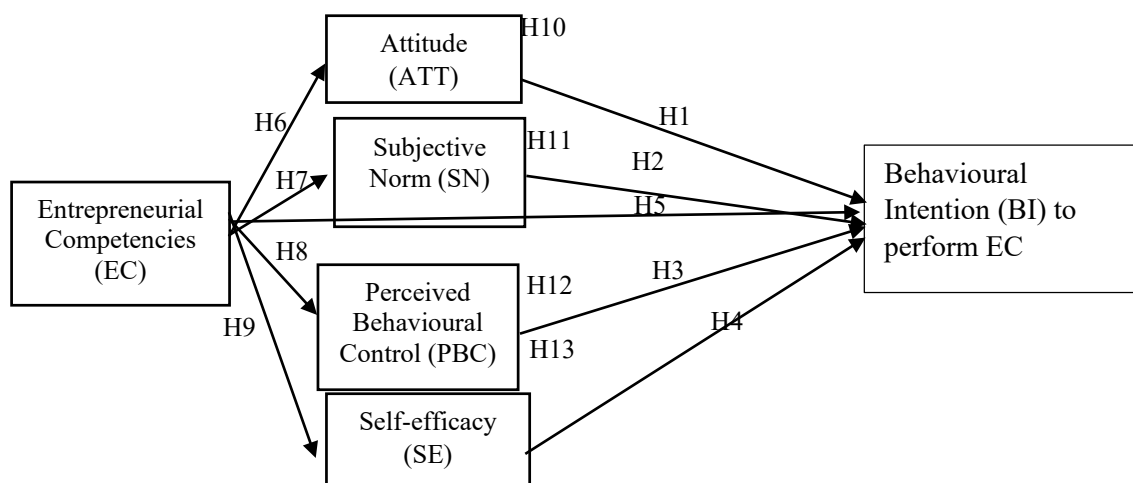 H10
Attitude
(ATT)
H1
H6
H11
Subjective
Norm (SN)
H2
H7
Behavioural
Intention (BI) to
perform EC
Entrepreneurial
Competencies
(EC)
H5
H8
H3
H12
Perceived
Behavioural
Control (PBC)
H9
H4
H13
Self-efficacy
(SE)